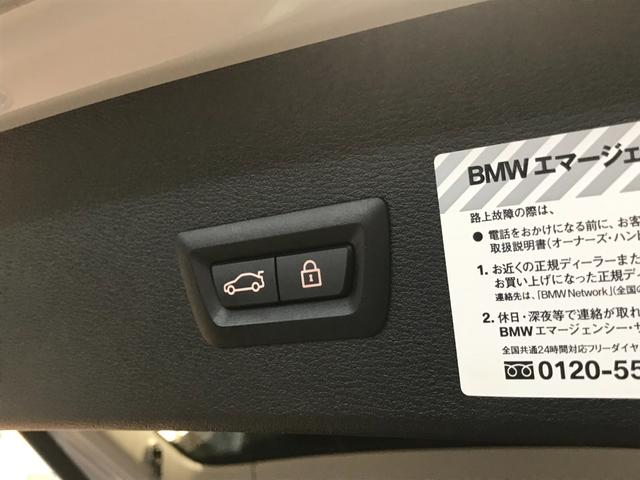 BMWエマージェ
路上故障の際は、
● 電話をおかけになる前に、お客
取扱説明書(オーナーズ・ハンド
1. お近くの正規ディーラーまた
お買い上げになった正規ディ
連絡先は、「BMW Network」(全国の
2. 休日・深夜等で連絡が取れ
BMWエマージェンシー・サ
全国共通24時間対応フリーダイヤ
0120-55